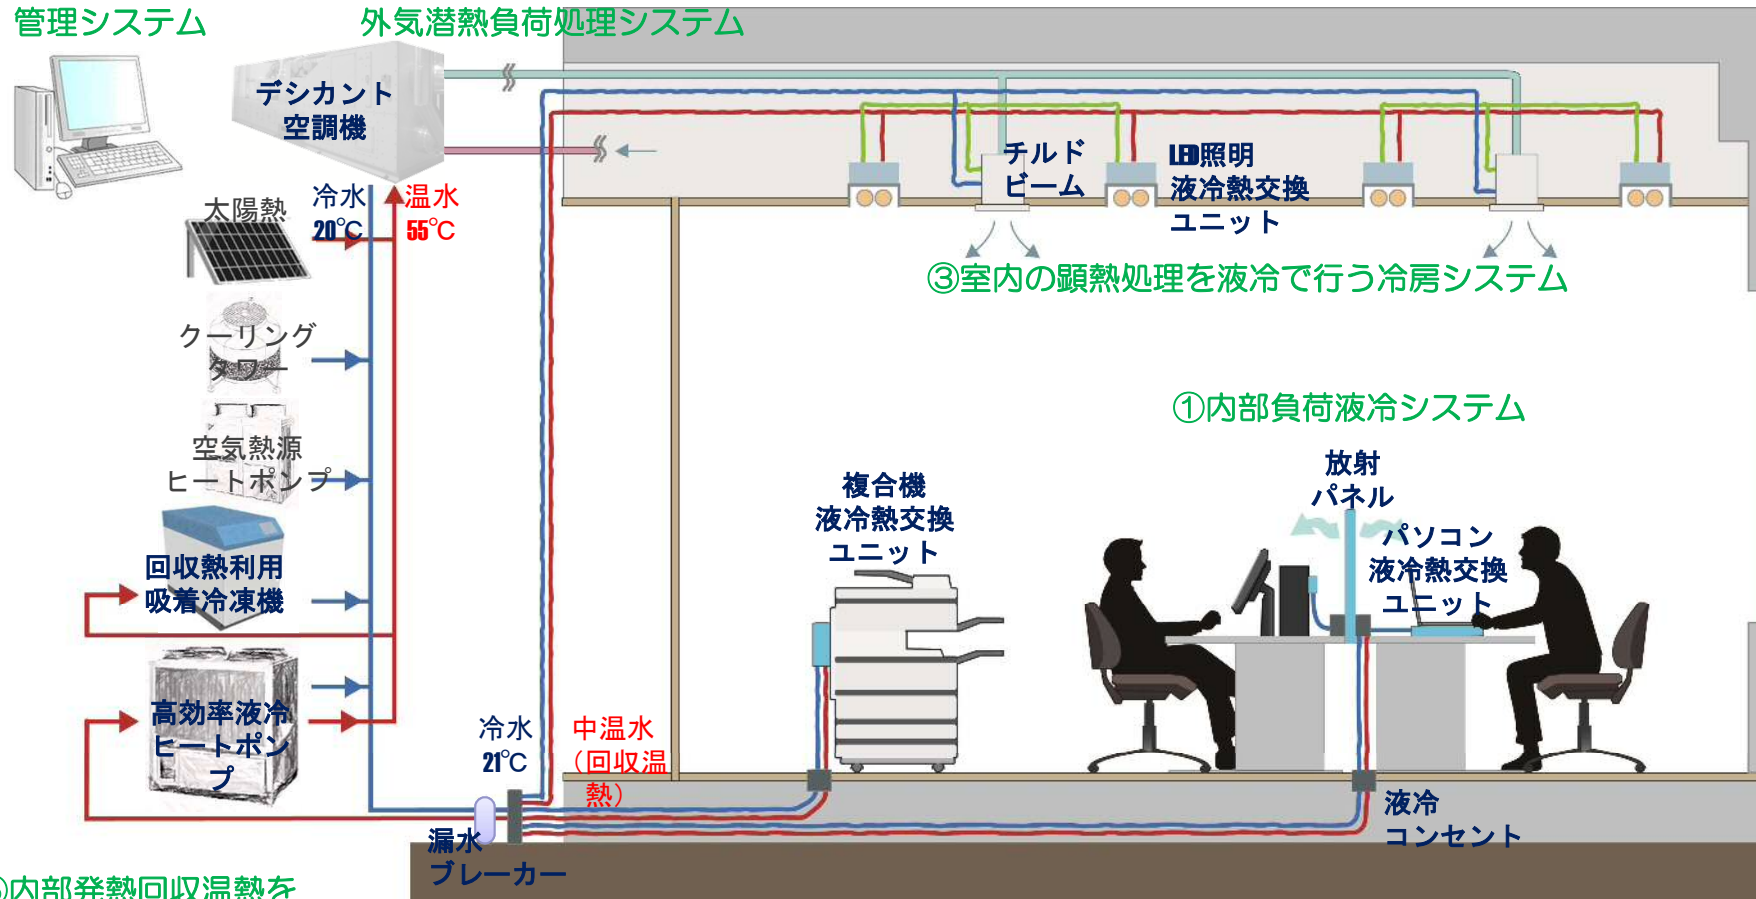 管理システム
外気潜熱負荷処理システム
デシカント
空調機
チルド
ビーム
LED照明
液冷熱交換
ユニット
冷水
20℃
温水
55℃
太陽熱
③室内の顕熱処理を液冷で行う冷房システム
クーリング
タワー
①内部負荷液冷システム
空気熱源
ヒートポンプ
放射
パネル
複合機
液冷熱交換
ユニット
パソコン
液冷熱交換
ユニット
回収熱利用
吸着冷凍機
高効率液冷
ヒートポン
プ
冷水
21℃
中温水
（回収温
熱）
漏水
ブレーカー
液冷
コンセント
内部発熱回収温熱を